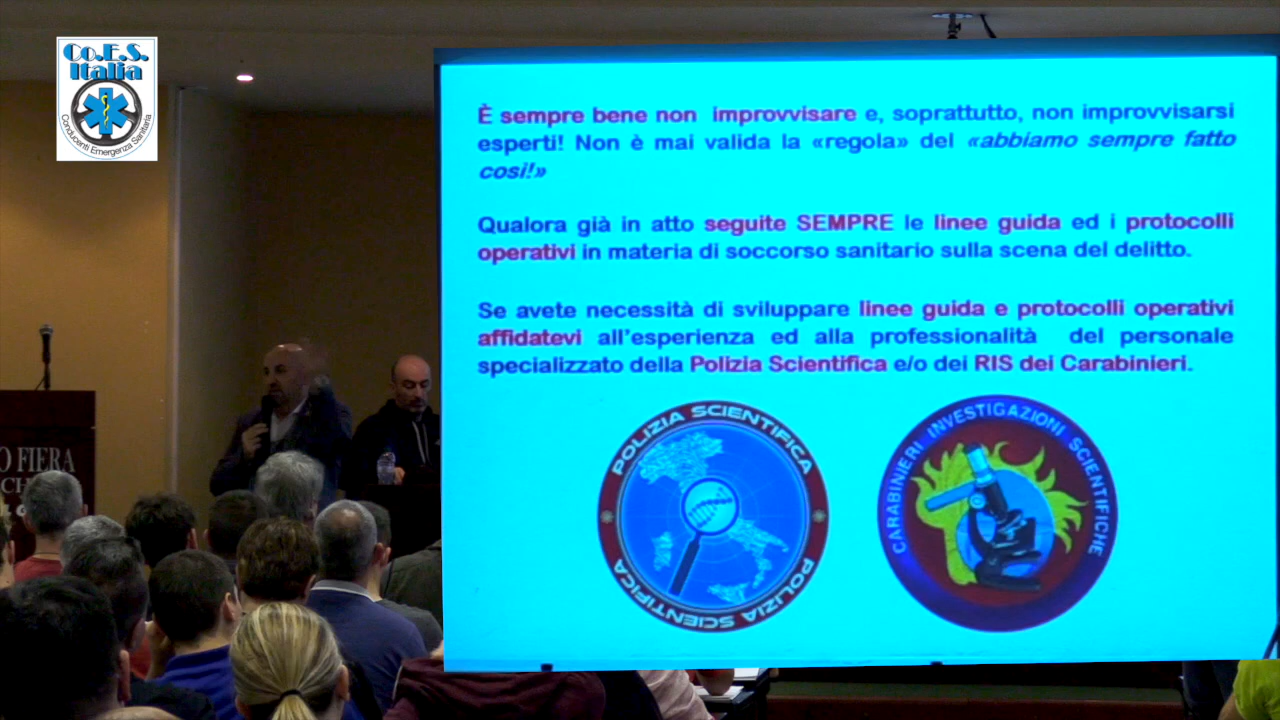 Co.E.S.
Italia
Conducenti Emergenza Sanitaria
È sempre bene non improvvisare e, soprattutto, non improvvisarsi
esperti! Non è mai valida la «regola» del «abbiamo sempre fatto
così!»
Qualora già in atto seguite SEMPRE le linee guida ed i protocolli
operativi in materia di soccorso sanitario sulla scena del delitto.
Se avete necessità di sviluppare linee guida e protocolli operativi
affidatevi all'esperienza ed alla professionalità del personale
specializzato della Polizia Scientifica e/o dei RIS dei Carabinieri.
POLIZIA SCIENTIFICA
POLIZIA SCIENTIFICA
CARABINIERI INVESTIGAZIONI SCIENTIFICHE
O FIERA